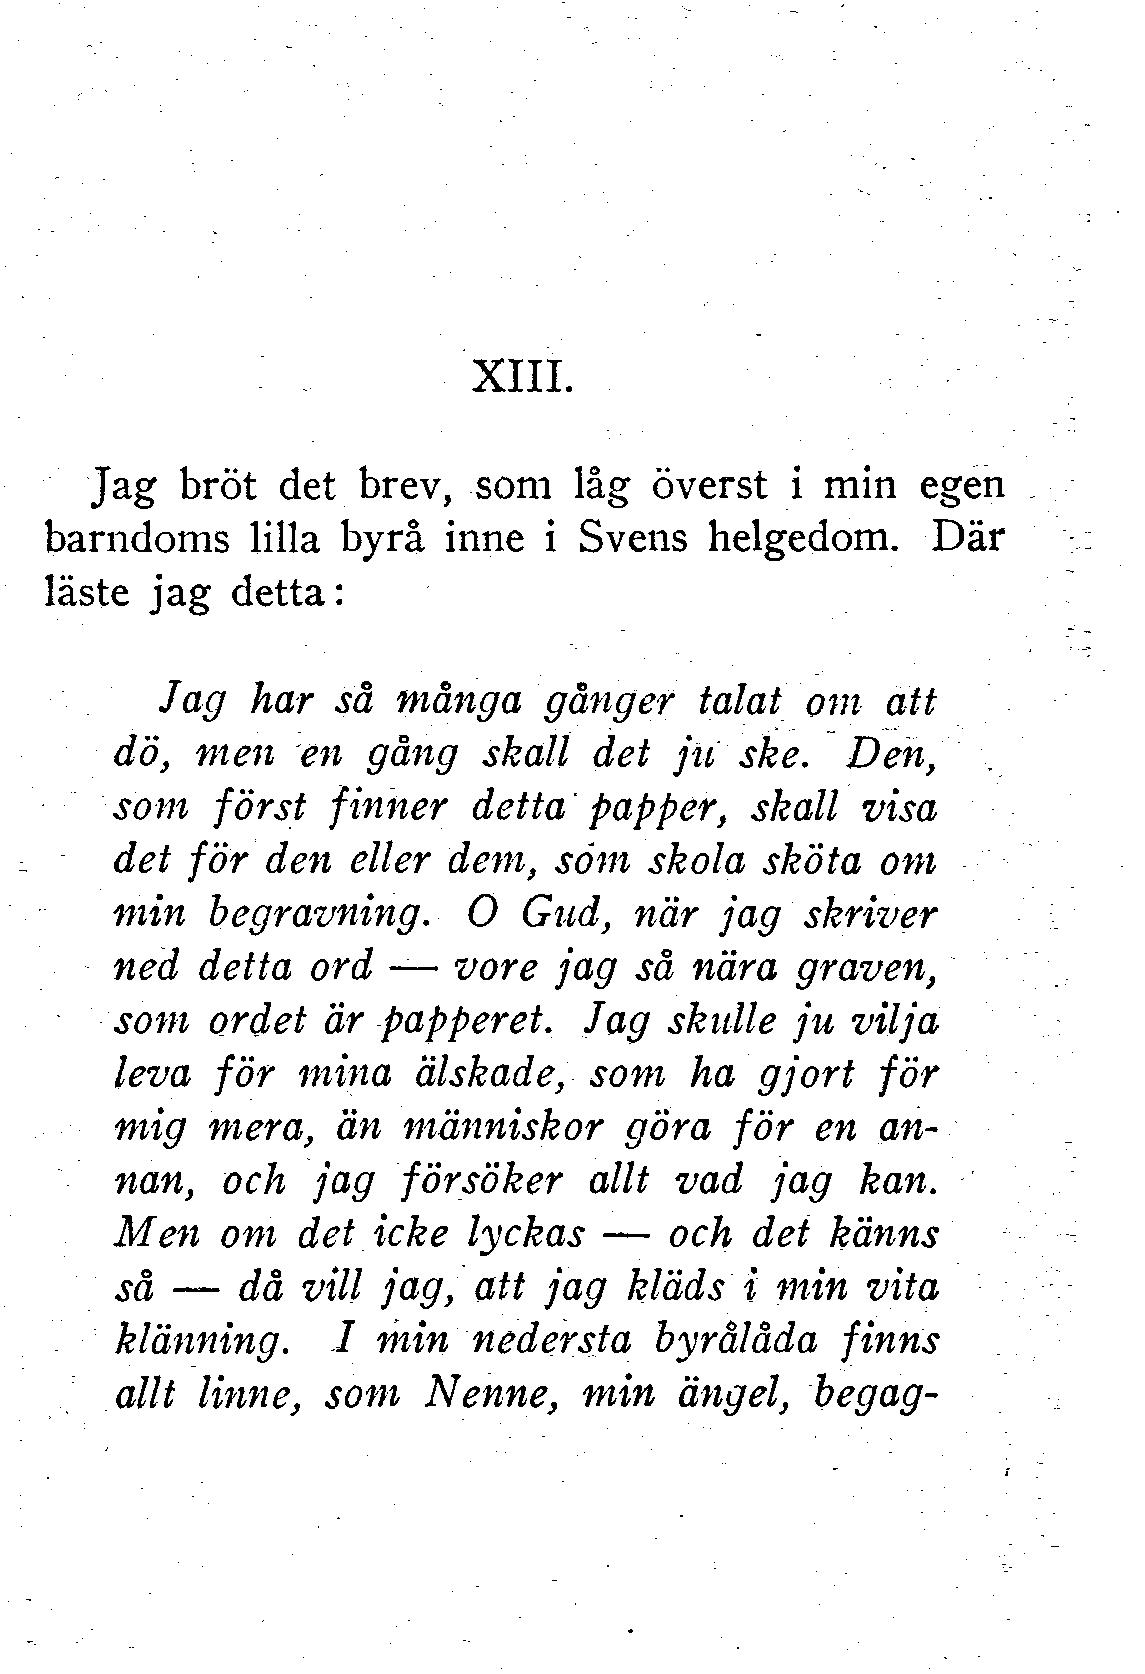 XIII.
Jag bröt det brev, som låg överst i min egen
barndoms lilla byrå inne i Svens helgedom. Där
läste jag detta:
Jag har så många gånger talat om att
dö, men en gång skall det ju ske. Den,
som först finner detta papper, skall visa
det för den eller dem, som skola sköta om
min begravning. O Gud, när jag skriver
ned detta ord — vore jag så nära graven,
som ordet är papperet. Jag skulle ju vilja
leva för mina älskade, som ha gjort för
mig mera, än människor göra för en an-
nan, och jag försöker allt vad jag kan.
Men om det icke lyckas — och det känns
så — då vill jag, att jag kläds i min vita
klänning. I min nedersta byrålåda finns
allt linne, som Nenne, min ängel, begag-